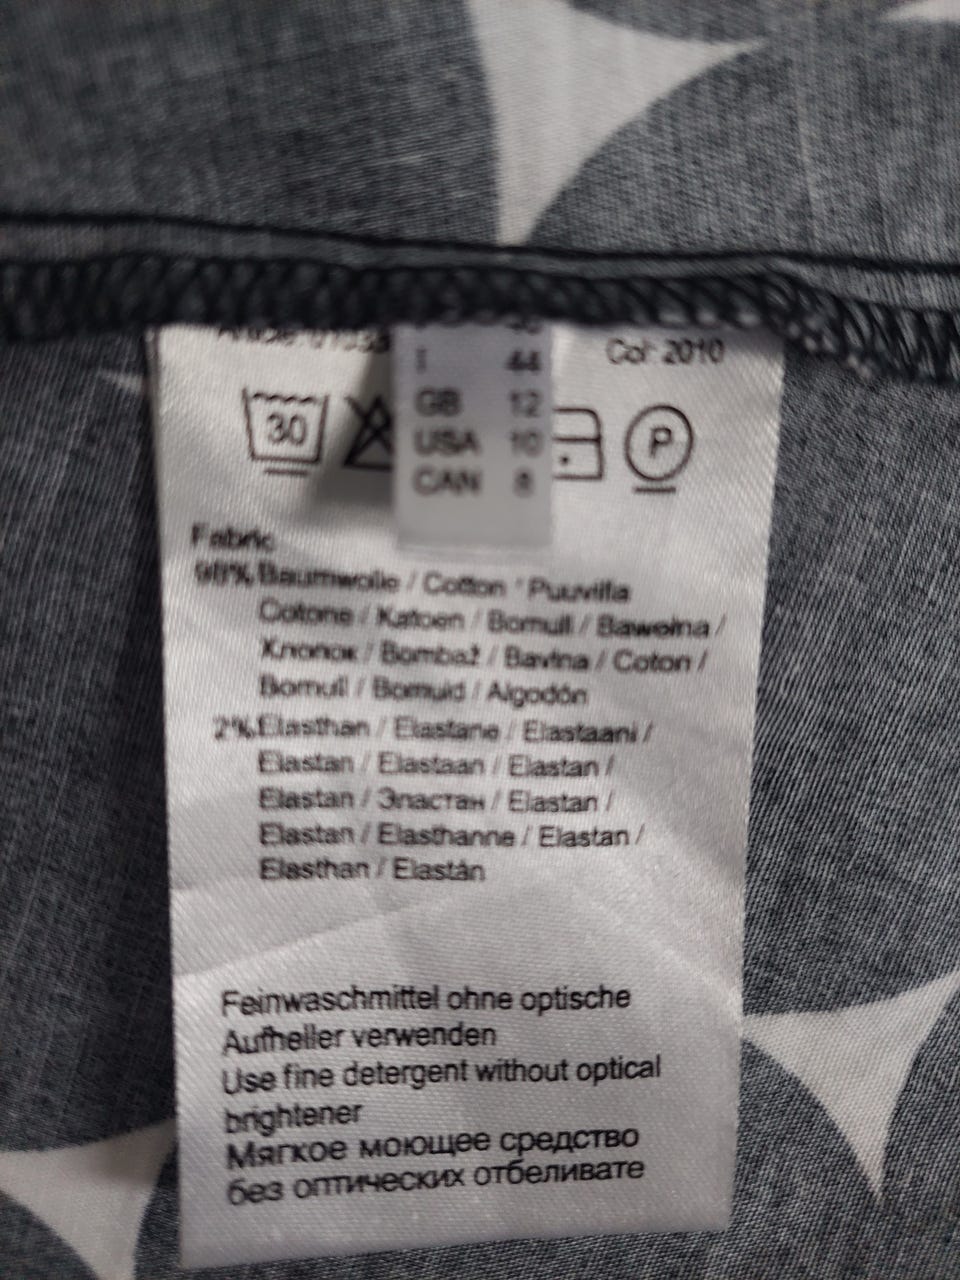 Col: 2010
I 44
GB 12
USA 10
CAN 8
30
P
Fabric
98% Baumwolle / Cotton / Puuvilla
Cotone / Katoen / Bomull / Bawełna /
Хлопок / Bombaž / Bavlna / Coton /
Bomull / Bomuld / Algodón
2% Elasthan / Elastane / Elastaani /
Elastan / Elastaan / Elastan /
Elastan / Эластан / Elastan /
Elastan / Elasthanne / Elastan /
Elasthan / Elastán
Feinwaschmittel ohne optische
Aufheller verwenden
Use fine detergent without optical
brightener
Мягкое моющее средство
без оптических отбеливате